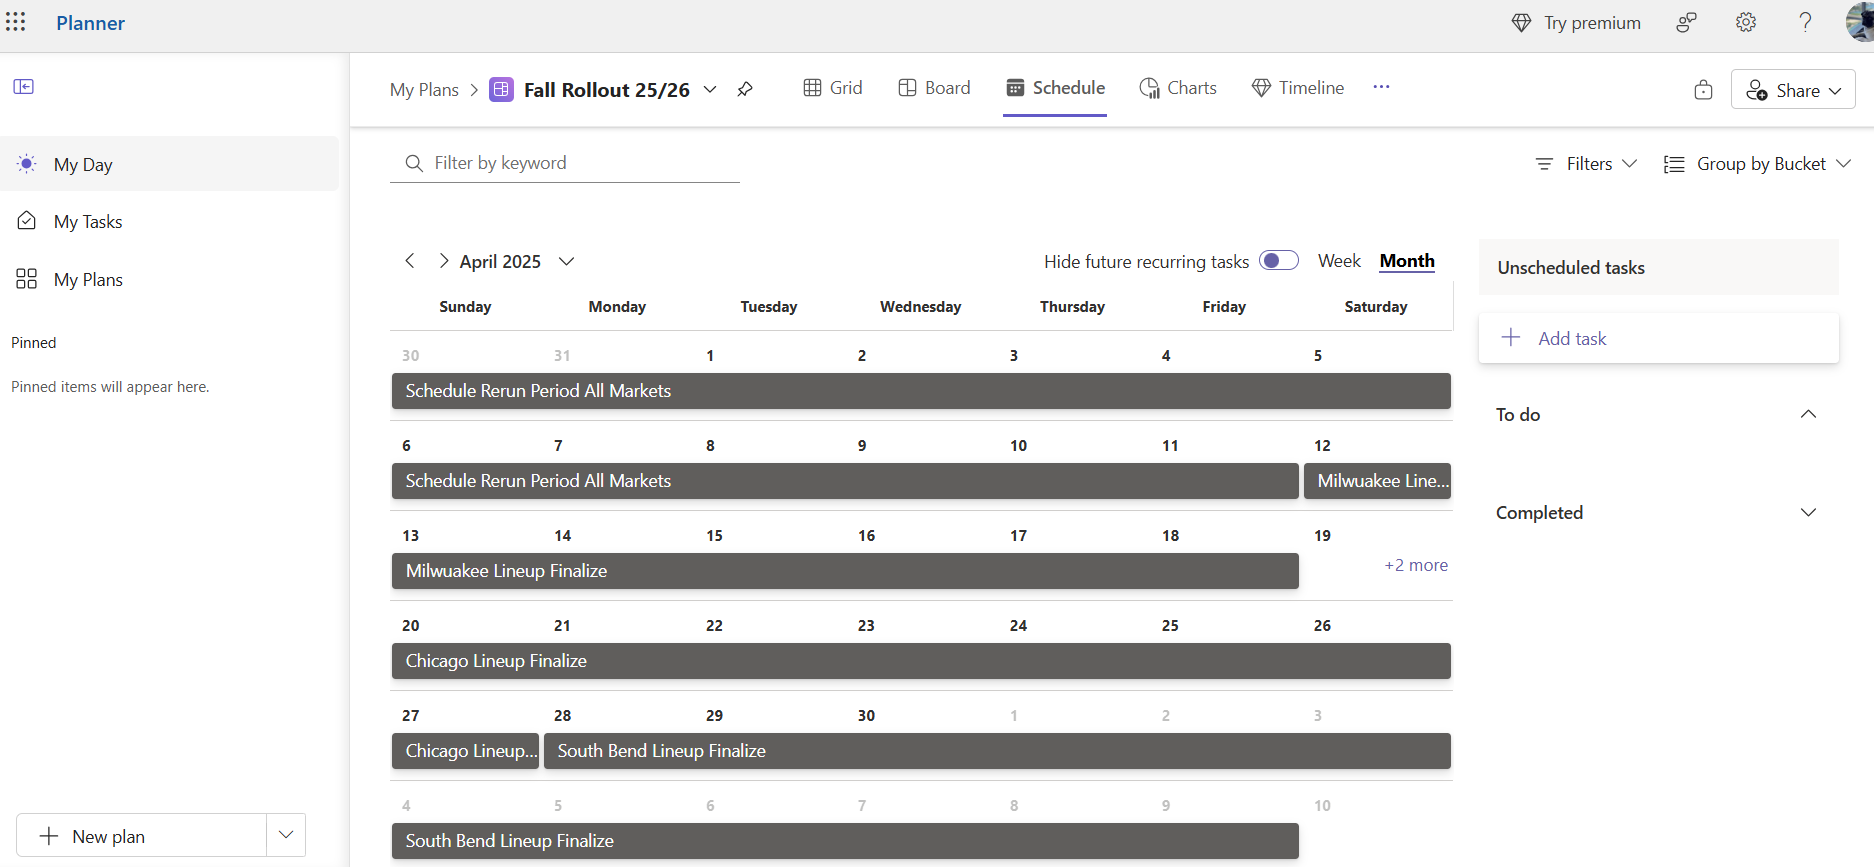 Planner
Try premium
My Plans
Fall Rollout 25/26
Grid
Board
Schedule
Charts
Timeline
Share
My Day
My Tasks
My Plans
Pinned
Pinned items will appear here.
New plan
Filter by keyword
Filters
Group by Bucket
April 2025
Hide future recurring tasks
Week
Month
Sunday Monday Tuesday Wednesday Thursday Friday Saturday
30 31 1 2 3 4 5
Schedule Rerun Period All Markets
6 7 8 9 10 11 12
Schedule Rerun Period All Markets
Milwuakee Line...
13 14 15 16 17 18 19
Milwuakee Lineup Finalize
+2 more
20 21 22 23 24 25 26
Chicago Lineup Finalize
27 28 29 30 1 2 3
Chicago Lineup...
South Bend Lineup Finalize
4 5 6 7 8 9 10
South Bend Lineup Finalize
Unscheduled tasks
Add task
To do
Completed